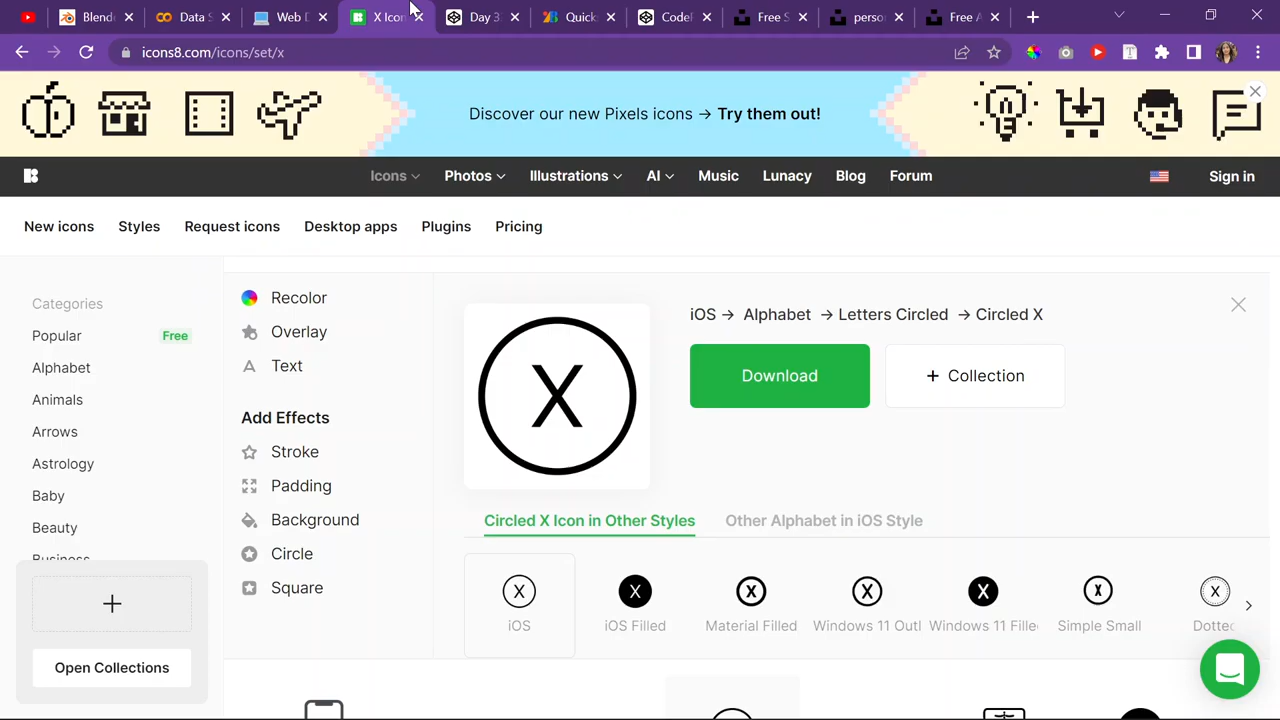 Blend
Data S
Web D
X Ico
Day 3
Quick
Code
Free S
perso
Free A
icons8.com/icons/set/x
Discover our new Pixels icons → Try them out!
Icons Photos Illustrations AI Music Lunacy Blog Forum Sign in
New icons Styles Request icons Desktop apps Plugins Pricing
Categories
Popular Free
Alphabet
Animals
Arrows
Astrology
Baby
Beauty
Business
Open Collections
Recolor
Overlay
Text
Add Effects
Stroke
Padding
Background
Circle
Square
X
iOS → Alphabet → Letters Circled → Circled X
Download
+ Collection
Circled X Icon in Other Styles Other Alphabet in iOS Style
X X X X X X X
iOS iOS Filled Material Filled Windows 11 Outl Windows 11 Fille Simple Small Dotte